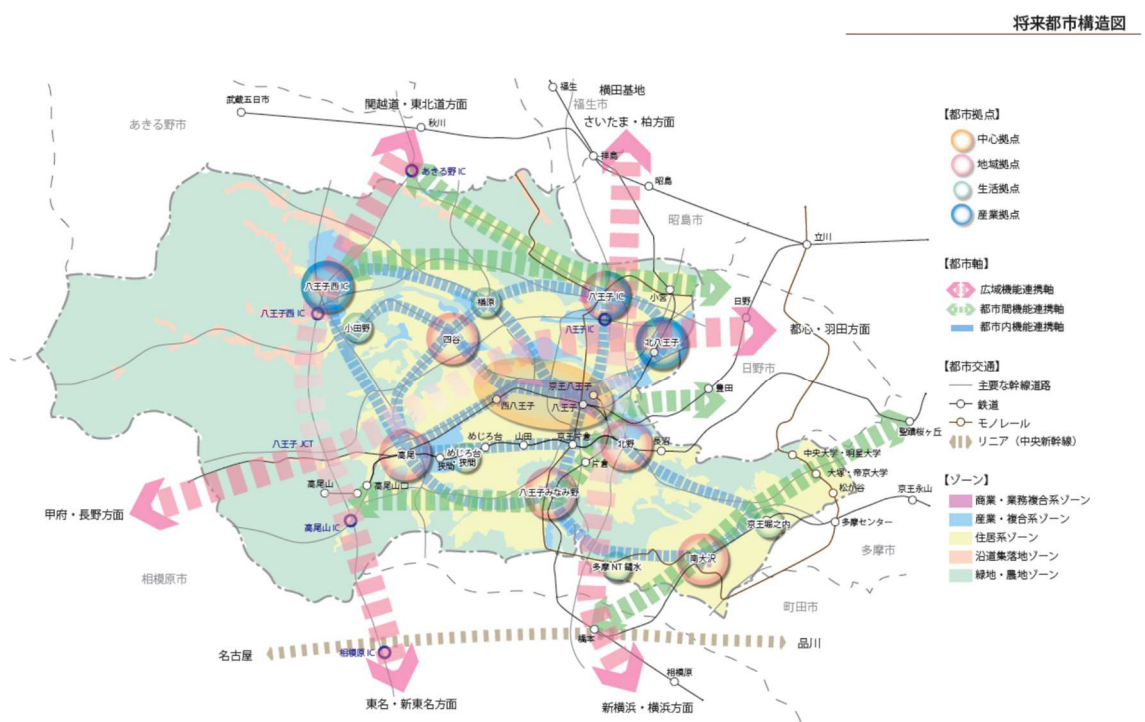 将来都市構造図
福生
横田基地
武蔵五日市
関越道・東北道方面
福生市
あきる野市
秋川
さいたま・柏方面
拝島
あきる野 IC
昭島
昭島市
立川
八王子西 IC
八王子 IC
小宮
日野
楢原
八王子西 IC
小田野
八王子 IC
四谷
北八王子
都心・羽田方面
日野市
京王八王子
豊田
西八王子
八王子
聖蹟桜ヶ丘
八王子 JCT
めじろ台
山田
京王片倉
北野
長沼
高尾
めじろ台
狭間
狭間
片倉
中央大学・明星大学
高尾山
高尾山口
八王子みなみ野
大塚・帝京大学
松が谷
京王永山
甲府・長野方面
高尾山 IC
京王堀之内
多摩センター
多摩市
相模原市
多摩 NT 鑓水
南大沢
町田市
橋本
名古屋
相模原 IC
品川
相模原
東名・新東名方面
新横浜・横浜方面
【都市拠点】
中心拠点
地域拠点
生活拠点
産業拠点
【都市軸】
広域機能連携軸
都市間機能連携軸
都市内機能連携軸
【都市交通】
主要な幹線道路
鉄道
モノレール
リニア（中央新幹線）
【ゾーン】
商業・業務複合系ゾーン
産業・複合系ゾーン
住居系ゾーン
沿道集落地ゾーン
緑地・農地ゾーン